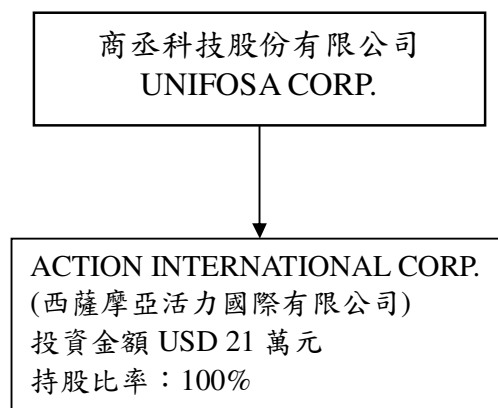 商丞科技股份有限公司
UNIFOSA CORP.
ACTION INTERNATIONAL CORP.
(西薩摩亞活力國際有限公司)
投資金額 USD 21 萬元
持股比率：100%